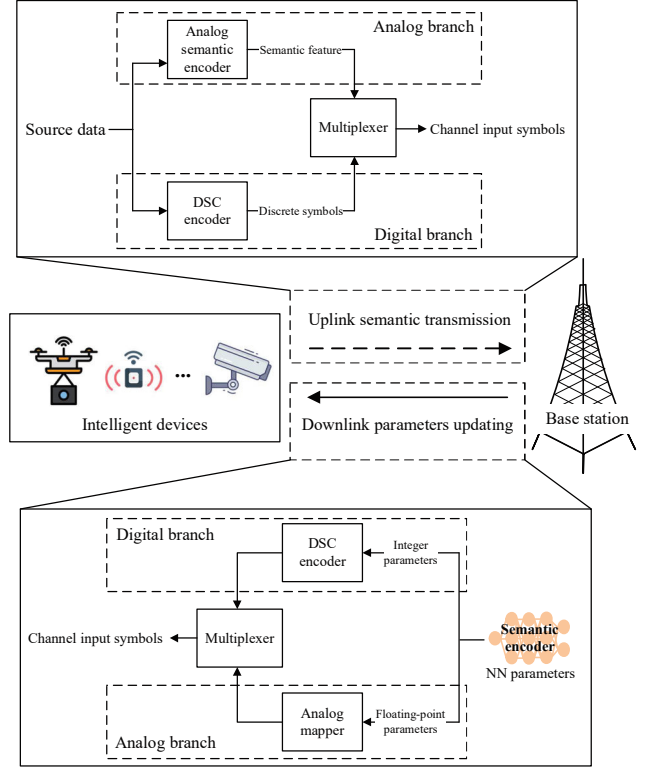 Analog branch
Analog
semantic
encoder
Semantic feature
Source data
Multiplexer
Channel input symbols
DSC
encoder
Discrete symbols
Digital branch
Uplink semantic transmission
Intelligent devices
Downlink parameters updating
Base station
Digital branch
DSC
encoder
Integer
parameters
Channel input symbols
Multiplexer
Semantic
encoder
NN parameters
Analog
mapper
Floating-point
parameters
Analog branch